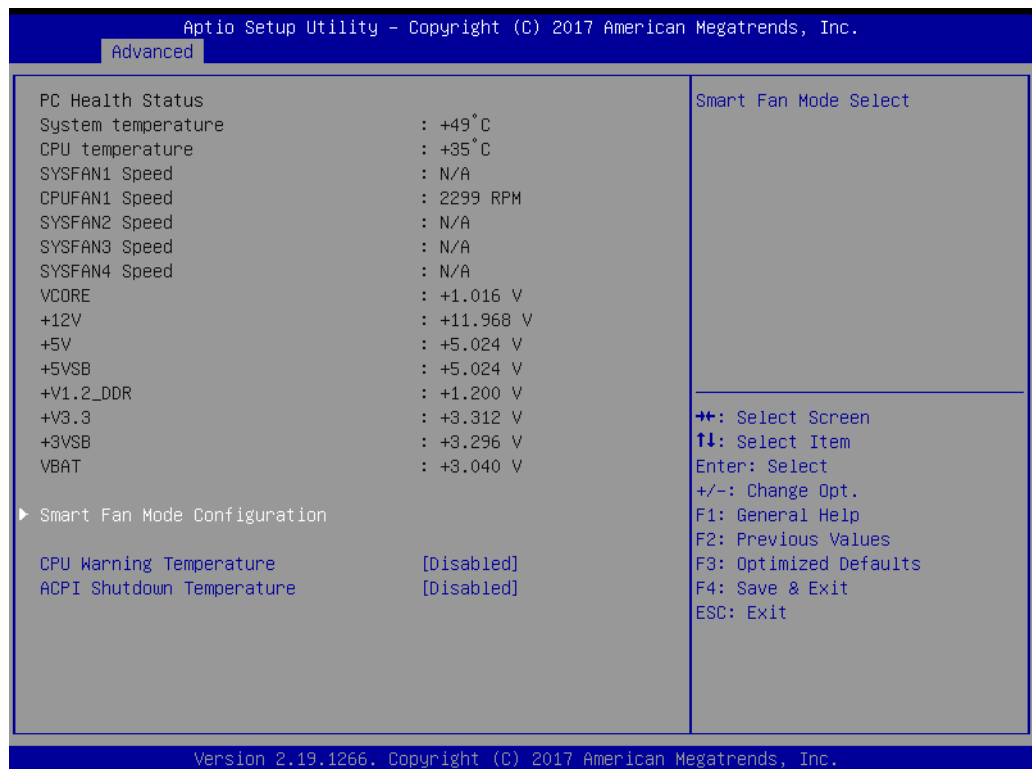 Aptio Setup Utility – Copyright (C) 2017 American Megatrends, Inc.
Advanced
PC Health Status
System temperature : +49°C
CPU temperature : +35°C
SYSFAN1 Speed : N/A
CPUFAN1 Speed : 2299 RPM
SYSFAN2 Speed : N/A
SYSFAN3 Speed : N/A
SYSFAN4 Speed : N/A
VCORE : +1.016 V
+12V : +11.968 V
+5V : +5.024 V
+5VSB : +5.024 V
+V1.2_DDR : +1.200 V
+V3.3 : +3.312 V
+3VSB : +3.296 V
VBAT : +3.040 V
▶ Smart Fan Mode Configuration
CPU Warning Temperature [Disabled]
ACPI Shutdown Temperature [Disabled]
Smart Fan Mode Select
→←: Select Screen
↑↓: Select Item
Enter: Select
+/-: Change Opt.
F1: General Help
F2: Previous Values
F3: Optimized Defaults
F4: Save & Exit
ESC: Exit
Version 2.19.1266. Copyright (C) 2017 American Megatrends, Inc.